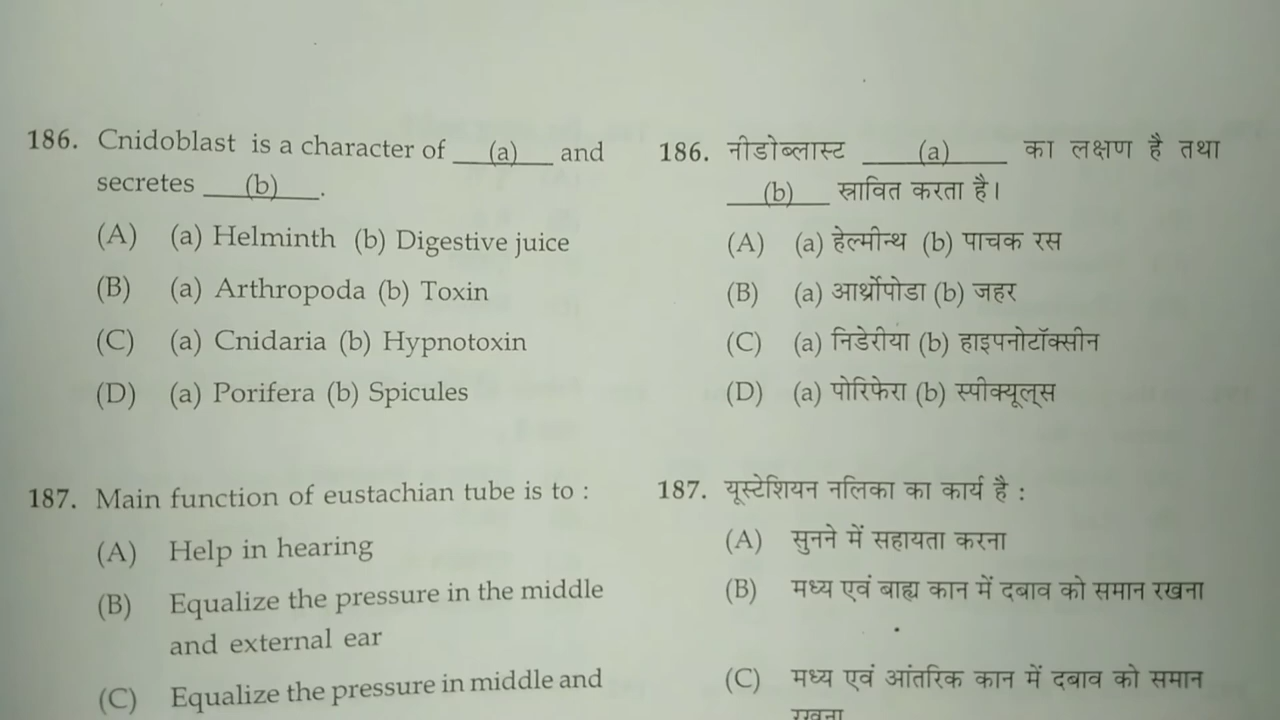 186. Cnidoblast is a character of (a) and
secretes (b) .
(A) (a) Helminth (b) Digestive juice
(B) (a) Arthropoda (b) Toxin
(C) (a) Cnidaria (b) Hypnotoxin
(D) (a) Porifera (b) Spicules
187. Main function of eustachian tube is to :
(A) Help in hearing
(B) Equalize the pressure in the middle
and external ear
(C) Equalize the pressure in middle and
186. नीडोब्लास्ट (a) का लक्षण है तथा
(b) स्रावित करता है।
(A) (a) हेल्मीन्थ (b) पाचक रस
(B) (a) आर्थ्रोपोडा (b) जहर
(C) (a) निडेरीया (b) हाइपनोटॉक्सीन
(D) (a) पोरिफेरा (b) स्पीक्यूल्स
187. यूस्टेशियन नलिका का कार्य है :
(A) सुनने में सहायता करना
(B) मध्य एवं बाह्य कान में दबाव को समान रखना
(C) मध्य एवं आंतरिक कान में दबाव को समान
रखना